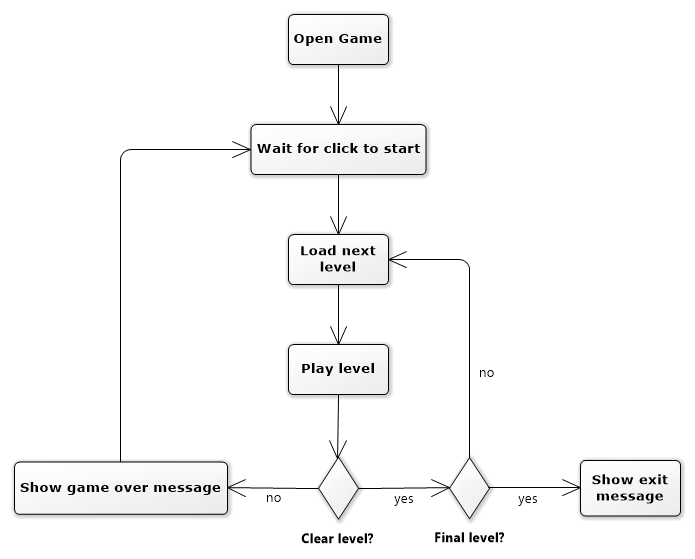 Open Game
Wait for click to start
Load next
level
Play level
no
Show game over message
no
yes
yes
Show exit
message
Clear level?
Final level?